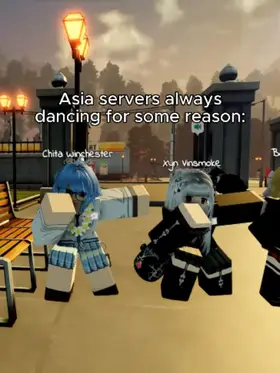 Asia servers always
dancing for some reason:
Chita Winchester
Xyn Vinsmoke
B